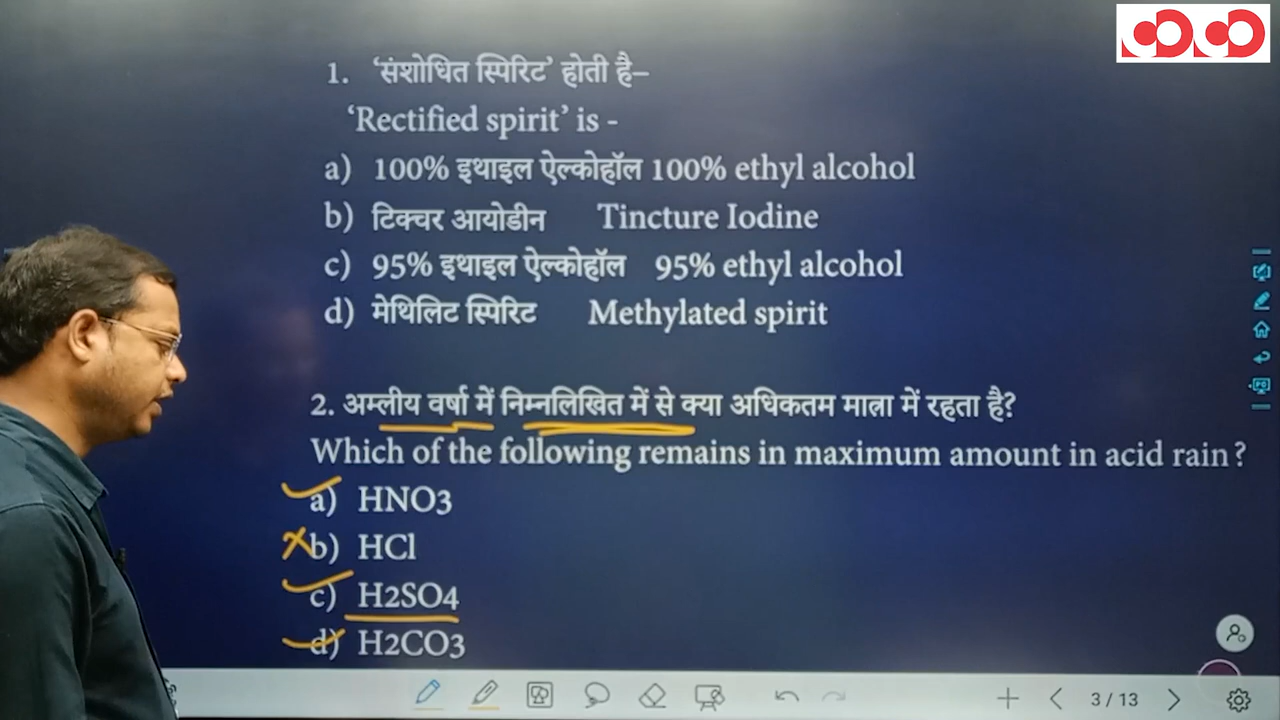 1. ‘संशोधित स्पिरिट’ होती है–
‘Rectified spirit’ is -
a) 100% इथाइल ऐल्कोहॉल 100% ethyl alcohol
b) टिक्चर आयोडीन Tincture Iodine
c) 95% इथाइल ऐल्कोहॉल 95% ethyl alcohol
d) मेथिलिट स्पिरिट Methylated spirit
2. अम्लीय वर्षा में निम्नलिखित में से क्या अधिकतम मात्रा में रहता है?
Which of the following remains in maximum amount in acid rain?
a) HNO3
b) HCl
c) H2SO4
d) H2CO3
3 / 13